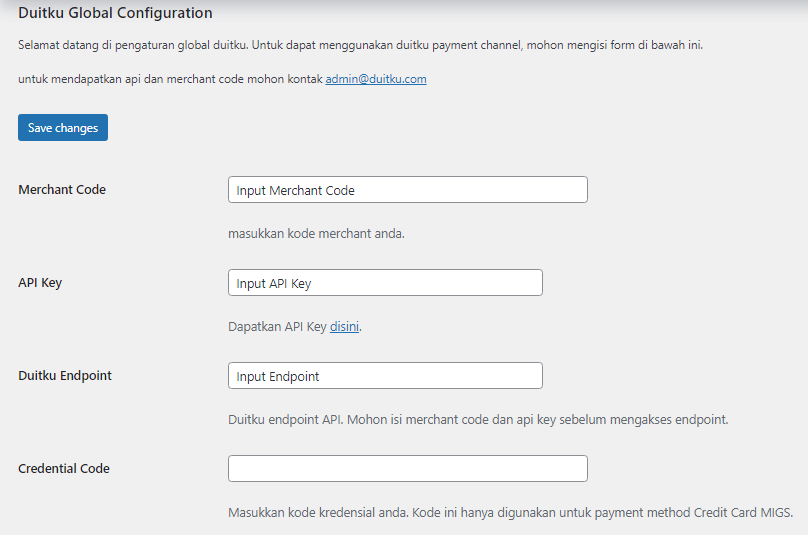 Duitku Global Configuration
Selamat datang di pengaturan global duitku. Untuk dapat menggunakan duitku payment channel, mohon mengisi form di bawah ini.
untuk mendapatkan api dan merchant code mohon kontak admin@duitku.com
Save changes
Merchant Code
Input Merchant Code
masukkan kode merchant anda.
API Key
Input API Key
Dapatkan API Key disini.
Duitku Endpoint
Input Endpoint
Duitku endpoint API. Mohon isi merchant code dan api key sebelum mengakses endpoint.
Credential Code
Masukkan kode kredensial anda. Kode ini hanya digunakan untuk payment method Credit Card MIGS.